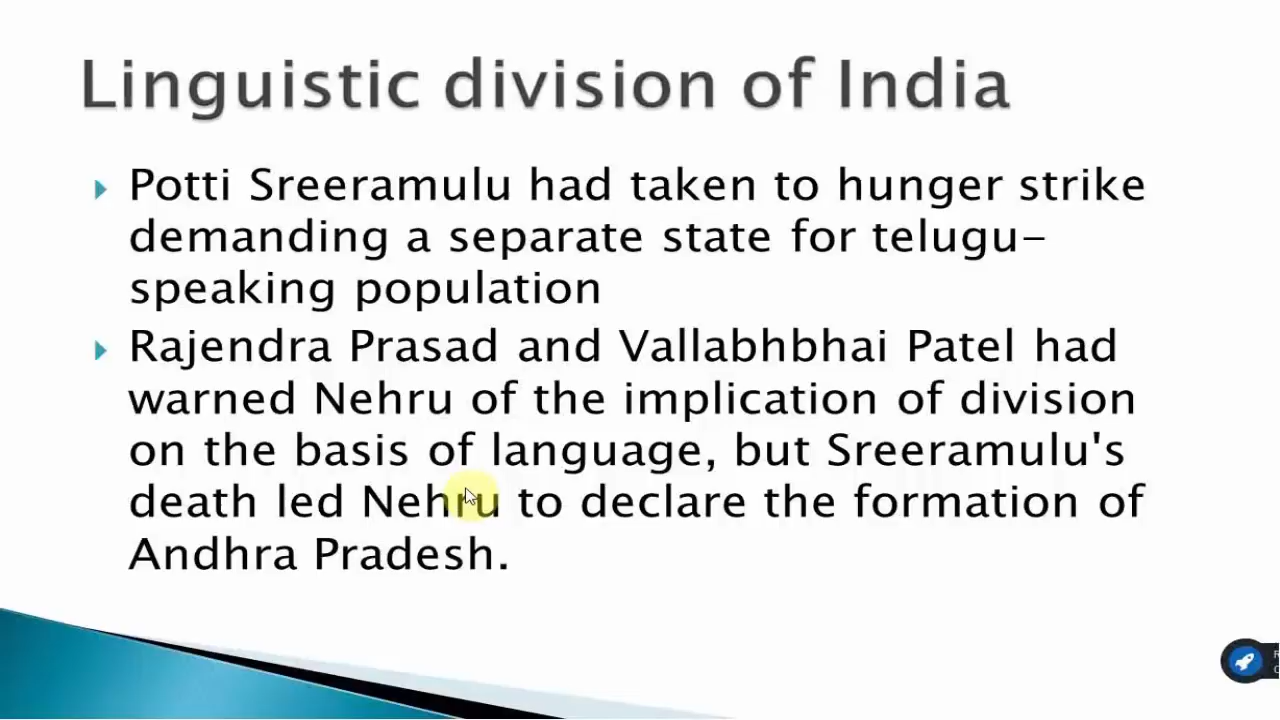 Linguistic division of India
Potti Sreeramulu had taken to hunger strike
demanding a separate state for telugu-
speaking population
Rajendra Prasad and Vallabhbhai Patel had
warned Nehru of the implication of division
on the basis of language, but Sreeramulu's
death led Nehru to declare the formation of
Andhra Pradesh.